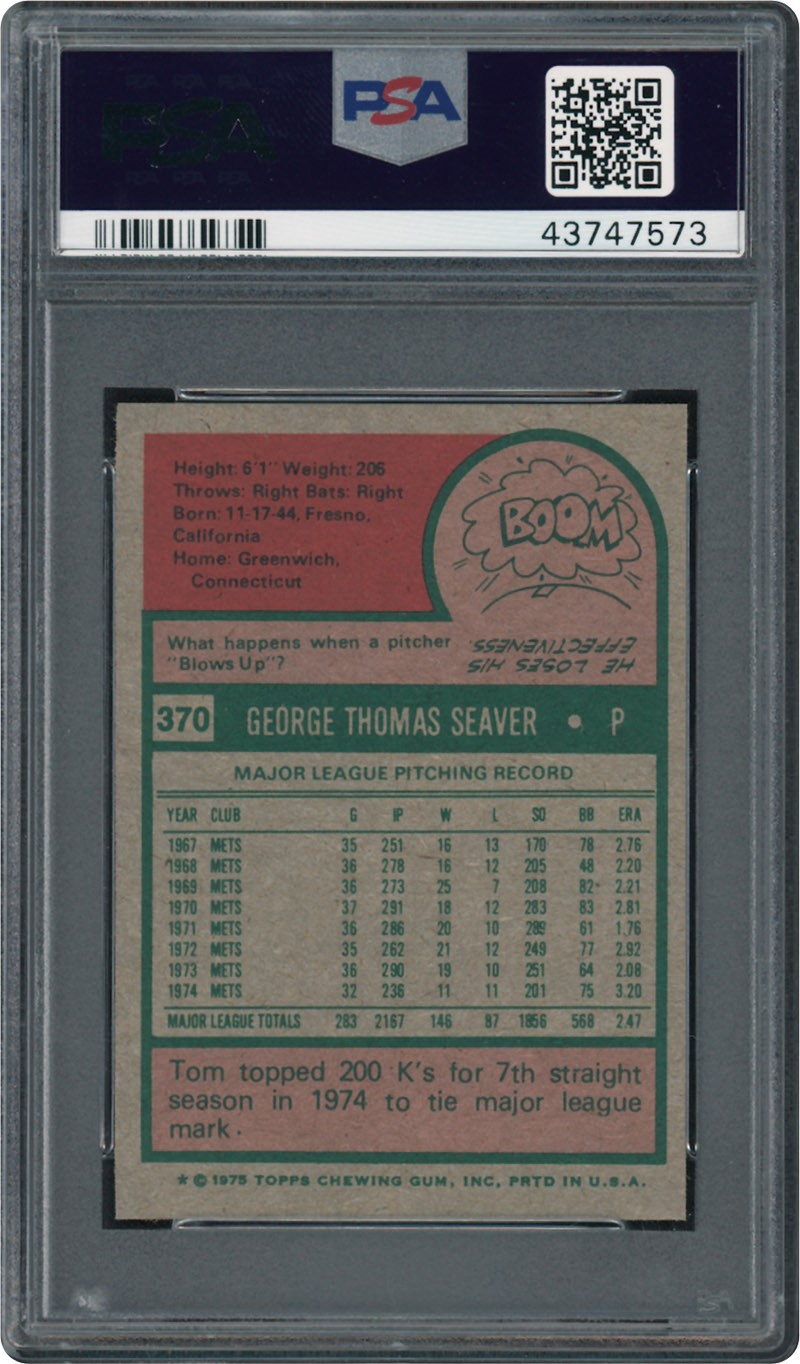 PSA
PSA
43747573
Height: 6'1" Weight: 206
Throws: Right Bats: Right
Born: 11-17-44, Fresno,
California
Home: Greenwich,
Connecticut
BOOM
What happens when a pitcher
"Blows Up"?
HE LOSES HIS
EFFECTIVENESS.
370 GEORGE THOMAS SEAVER • P
MAJOR LEAGUE PITCHING RECORD
YEAR CLUB G IP W L SO BB ERA
1967 METS 35 251 16 13 170 78 2.76
1968 METS 36 278 16 12 205 48 2.20
1969 METS 36 273 25 7 208 82 2.21
1970 METS 37 291 18 12 283 83 2.81
1971 METS 36 286 20 10 289 61 1.76
1972 METS 35 262 21 12 249 77 2.92
1973 METS 36 290 19 10 251 64 2.08
1974 METS 32 236 11 11 201 75 3.20
MAJOR LEAGUE TOTALS 283 2167 146 87 1856 568 2.47
Tom topped 200 K's for 7th straight
season in 1974 to tie major league
mark.
* © 1975 TOPPS CHEWING GUM, INC, PRTD IN U.S.A.